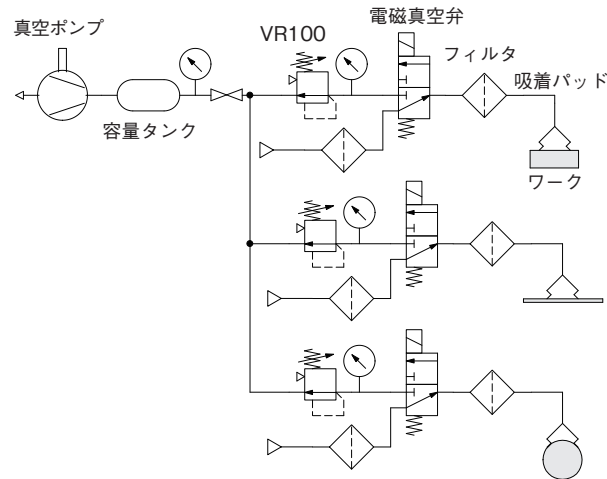 真空ポンプ
容量タンク
VR100
電磁真空弁
フィルタ
吸着パッド
ワーク